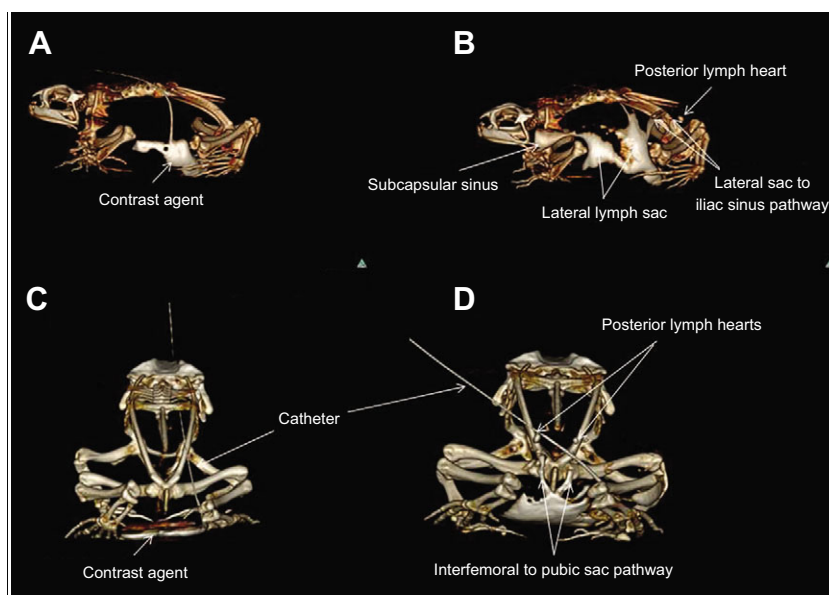 A
B
Posterior lymph heart
Contrast agent
Subcapsular sinus
Lateral lymph sac
Lateral sac to
iliac sinus pathway
C
D
Posterior lymph hearts
Catheter
Contrast agent
Interfemoral to pubic sac pathway